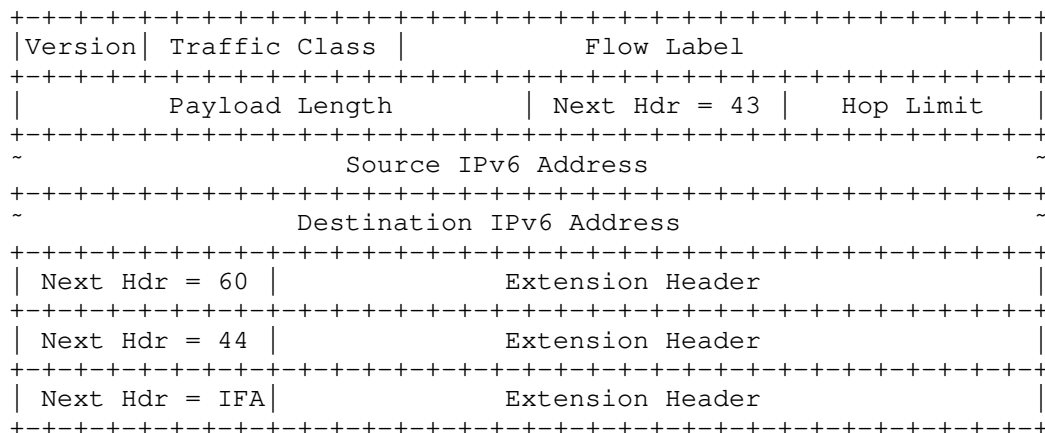 +-+-+-+-+-+-+-+-+-+-+-+-+-+-+-+-+-+-+-+-+-+-+-+-+-+-+-+-+-+-+-+-+
|Version| Traffic Class |           Flow Label                  |
+-+-+-+-+-+-+-+-+-+-+-+-+-+-+-+-+-+-+-+-+-+-+-+-+-+-+-+-+-+-+-+-+
|         Payload Length        | Next Hdr = 43 |   Hop Limit   |
+-+-+-+-+-+-+-+-+-+-+-+-+-+-+-+-+-+-+-+-+-+-+-+-+-+-+-+-+-+-+-+-+
~                    Source IPv6 Address                        ~
+-+-+-+-+-+-+-+-+-+-+-+-+-+-+-+-+-+-+-+-+-+-+-+-+-+-+-+-+-+-+-+-+
~                 Destination IPv6 Address                      ~
+-+-+-+-+-+-+-+-+-+-+-+-+-+-+-+-+-+-+-+-+-+-+-+-+-+-+-+-+-+-+-+-+
| Next Hdr = 60 |              Extension Header                 |
+-+-+-+-+-+-+-+-+-+-+-+-+-+-+-+-+-+-+-+-+-+-+-+-+-+-+-+-+-+-+-+-+
| Next Hdr = 44 |              Extension Header                 |
+-+-+-+-+-+-+-+-+-+-+-+-+-+-+-+-+-+-+-+-+-+-+-+-+-+-+-+-+-+-+-+-+
| Next Hdr = IFA|              Extension Header                 |
+-+-+-+-+-+-+-+-+-+-+-+-+-+-+-+-+-+-+-+-+-+-+-+-+-+-+-+-+-+-+-+-+